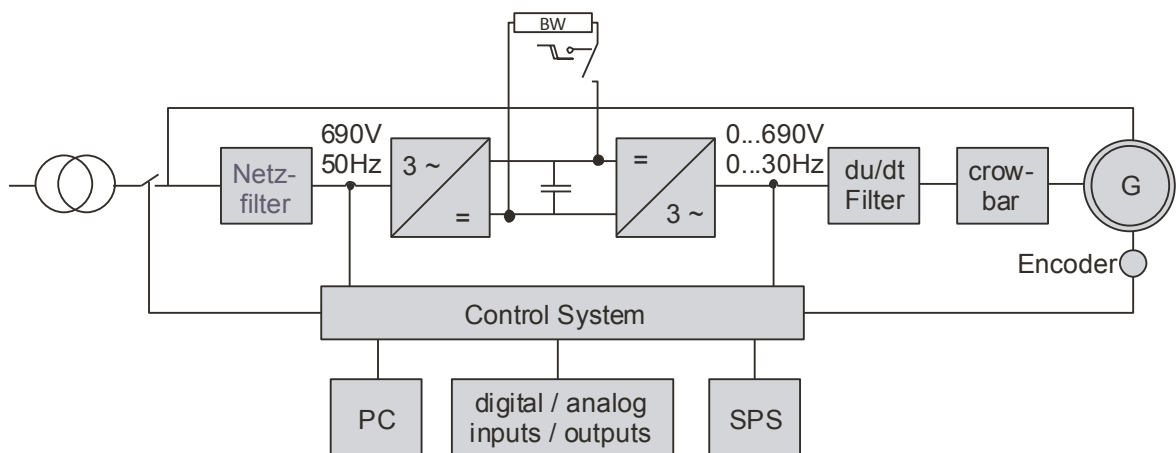 BW
690V
50Hz
0...690V
0...30Hz
Netz-
filter
3 ~
=
=
3 ~
du/dt
Filter
crow-
bar
G
Encoder
Control System
PC
digital / analog
inputs / outputs
SPS